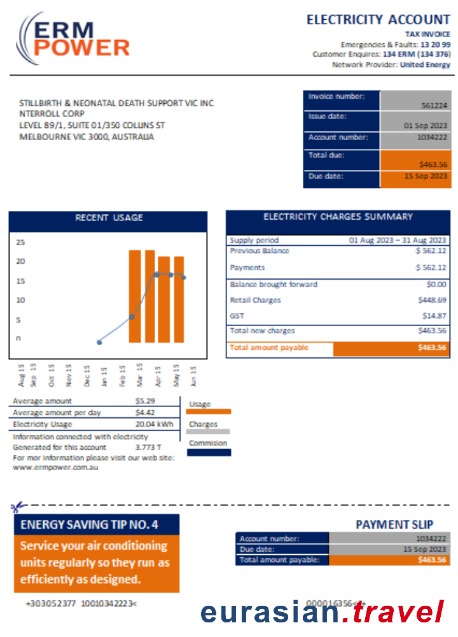 ERM
POWER
ELECTRICITY ACCOUNT
TAX INVOICE
Emergencies & Faults: 13 20 99
Customer Enquires: 134 ERM (134 376)
Network Provider: United Energy
STILLBIRTH & NEONATAL DEATH SUPPORT VIC INC
NTERROLL CORP
LEVEL 89/1, SUITE 01/350 COLUNS ST
MELBOURNE VIC 3000, AUSTRALIA
Invoice number: 561224
Issue date: 01 Sep 2023
Account number: 1034222
Total due: $463.56
Due date: 15 Sep 2023
RECENT USAGE
25
20
15
10
5
0
Aug 15 Sep 15 Oct 15 Nov 15 Dec 15 Jan 15 Feb 15 Mar 15 Apr 15 May 15 Jun 15
ELECTRICITY CHARGES SUMMARY
Supply period 01 Aug 2023 – 31 Aug 2023
Previous Balance $ 562.12
Payments $ 562.12
Balance brought forward $0.00
Retail Charges $448.69
GST $14.87
Total new charges $463.56
Total amount payable $463.56
Average amount $5.29
Average amount per day $4.42
Electricity Usage 20.04 kWh
Information connected with electricity
Generated for this account 3.773 T
For mor information please visit our web site:
www.ermpower.com.au
Usage
Charges
Commision
ENERGY SAVING TIP NO. 4
Service your air conditioning
units regularly so they run as
efficiently as designed.
PAYMENT SLIP
Account number: 1034222
Due date: 15 Sep 2023
Total amount payable: $463.56
+303052377 10010342223<
000016356
eurasian.travel